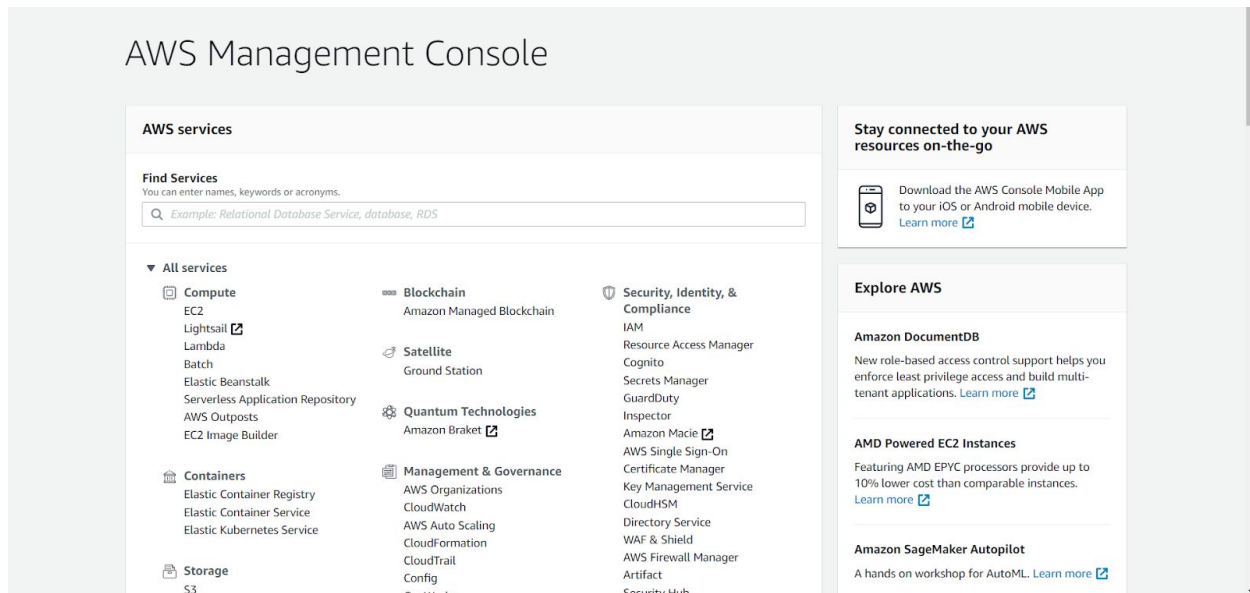 AWS Management Console
AWS services
Find Services
You can enter names, keywords or acronyms.
Example: Relational Database Service, database, RDS
All services
Compute
EC2
Lightsail
Lambda
Batch
Elastic Beanstalk
Serverless Application Repository
AWS Outposts
EC2 Image Builder
Containers
Elastic Container Registry
Elastic Container Service
Elastic Kubernetes Service
Storage
S3
Blockchain
Amazon Managed Blockchain
Satellite
Ground Station
Quantum Technologies
Amazon Braket
Management & Governance
AWS Organizations
CloudWatch
AWS Auto Scaling
CloudFormation
CloudTrail
Config
Security, Identity, &
Compliance
IAM
Resource Access Manager
Cognito
Secrets Manager
GuardDuty
Inspector
Amazon Macie
AWS Single Sign-On
Certificate Manager
Key Management Service
CloudHSM
Directory Service
WAF & Shield
AWS Firewall Manager
Artifact
Security Hub
Stay connected to your AWS
resources on-the-go
Download the AWS Console Mobile App
to your iOS or Android mobile device.
Learn more
Explore AWS
Amazon DocumentDB
New role-based access control support helps you
enforce least privilege access and build multi-
tenant applications. Learn more
AMD Powered EC2 Instances
Featuring AMD EPYC processors provide up to
10% lower cost than comparable instances.
Learn more
Amazon SageMaker Autopilot
A hands on workshop for AutoML. Learn more